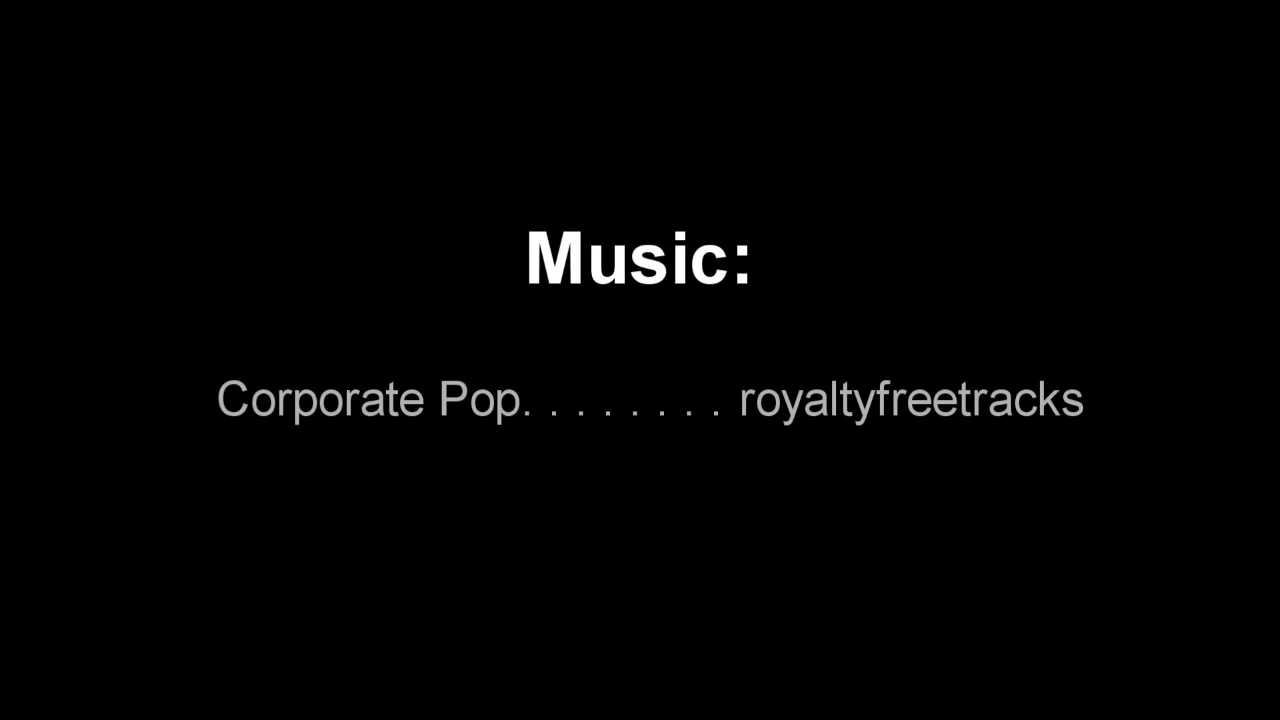 Music:
Corporate Pop. . . . . . . . royaltyfreetracks